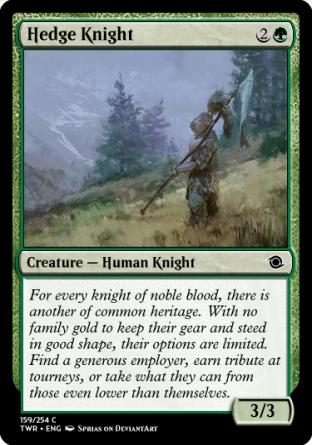 Hedge Knight 2
Creature — Human Knight
For every knight of noble blood, there is
another of common heritage. With no
family gold to keep their gear and steed
in good shape, their options are limited.
Find a generous employer, earn tribute at
tourneys, or take what they can from
those even lower than themselves.
3/3
159/254 C
TWR • ENG Sprias on DeviantArt